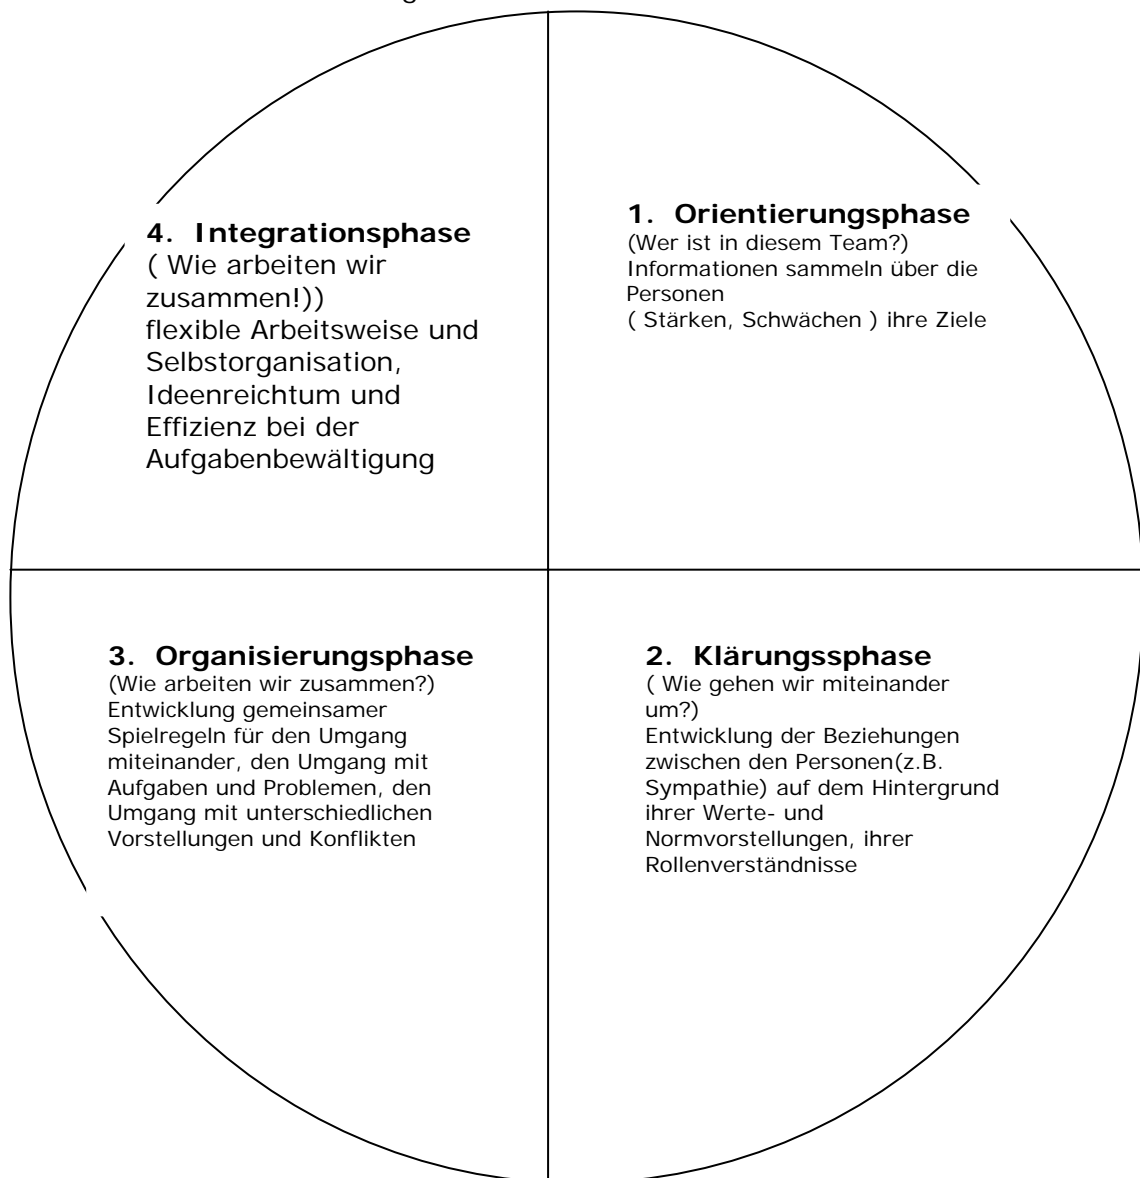 1. Orientierungsphase
(Wer ist in diesem Team?)
Informationen sammeln über die
Personen
( Stärken, Schwächen ) ihre Ziele
2. Klärungssphase
( Wie gehen wir miteinander
um?)
Entwicklung der Beziehungen
zwischen den Personen(z.B.
Sympathie) auf dem Hintergrund
ihrer Werte- und
Normvorstellungen, ihrer
Rollenverständnisse
3. Organisierungsphase
(Wie arbeiten wir zusammen?)
Entwicklung gemeinsamer
Spielregeln für den Umgang
miteinander, den Umgang mit
Aufgaben und Problemen, den
Umgang mit unterschiedlichen
Vorstellungen und Konflikten
4. Integrationsphase
( Wie arbeiten wir
zusammen!))
flexible Arbeitsweise und
Selbstorganisation,
Ideenreichtum und
Effizienz bei der
Aufgabenbewältigung